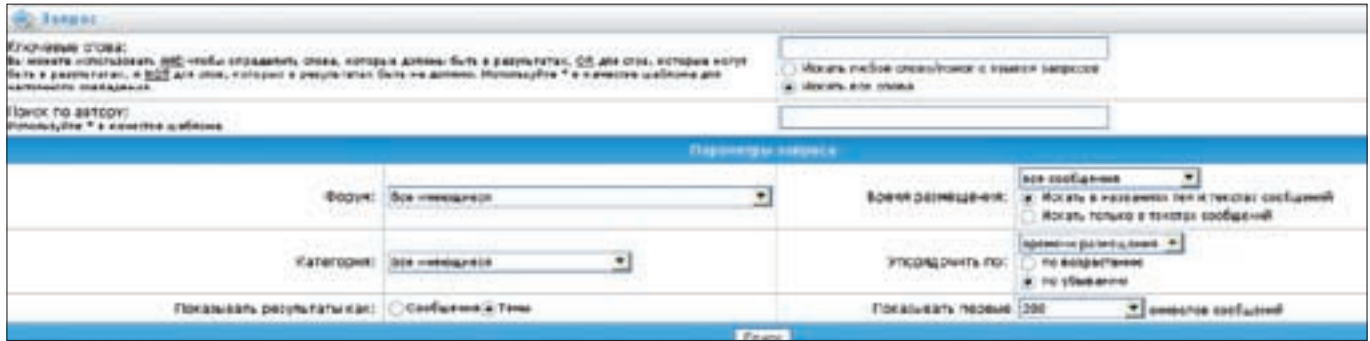 Запрос
Ключевые слова:
Вы можете использовать AND чтобы определить слова, которые должны быть в результатах, OR для слов, которые могут
быть в результатах, и NOT для слов, которых в результатах быть не должно. Используйте * в качестве шаблона для
частичного совпадения.
Искать любое слово/поиск с языком запросов
Искать все слова
Поиск по автору:
Используйте * в качестве шаблона
Параметры запроса
Форум: Все имеющиеся
Время размещения: все сообщения
Искать в названиях тем и текстах сообщений
Искать только в текстах сообщений
Категория: все имеющиеся
Упорядочить по: времени размещения
по возрастанию
по убыванию
Показывать результаты как: Сообщения Темы
Показывать первые 200 символов сообщений
Поиск